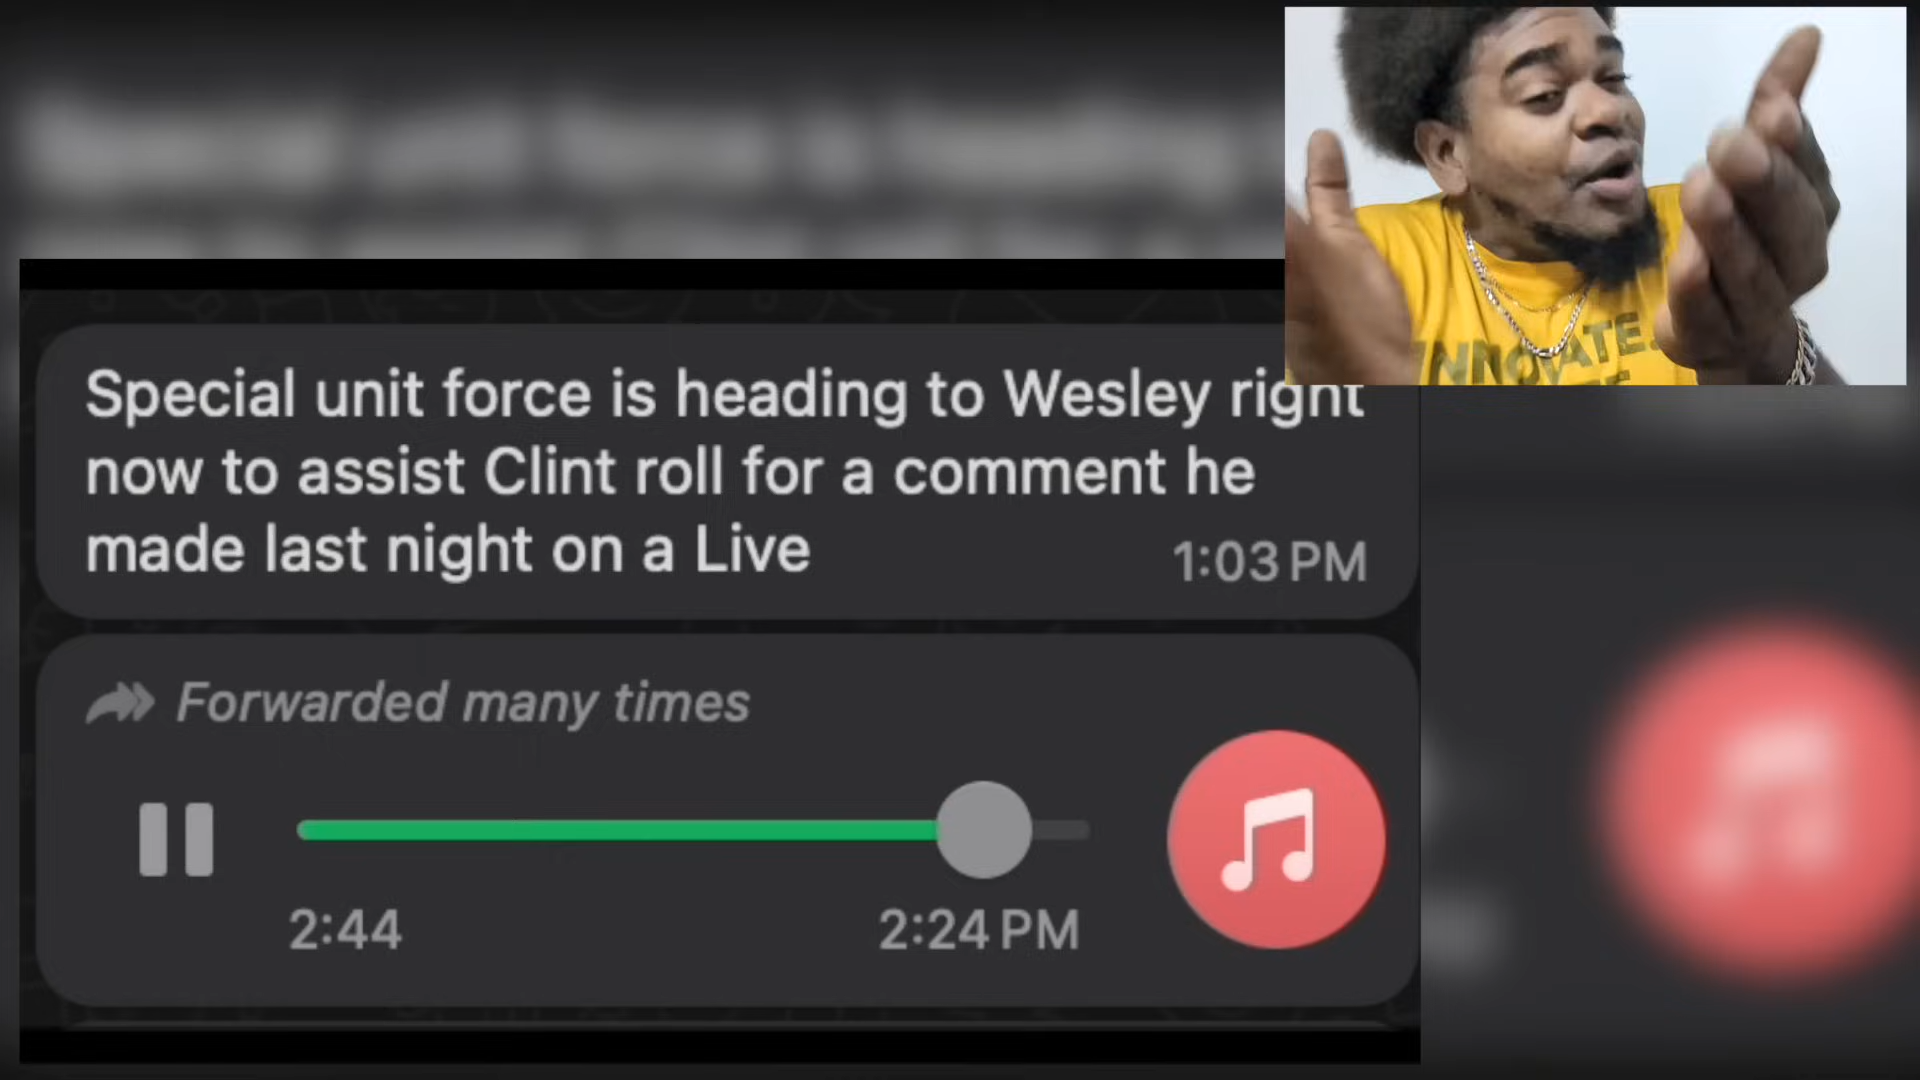 Special unit force is heading to Wesley right
now to assist Clint roll for a comment he
made last night on a Live
1:03 PM
Forwarded many times
2:44
2:24 PM
INNOVATE.